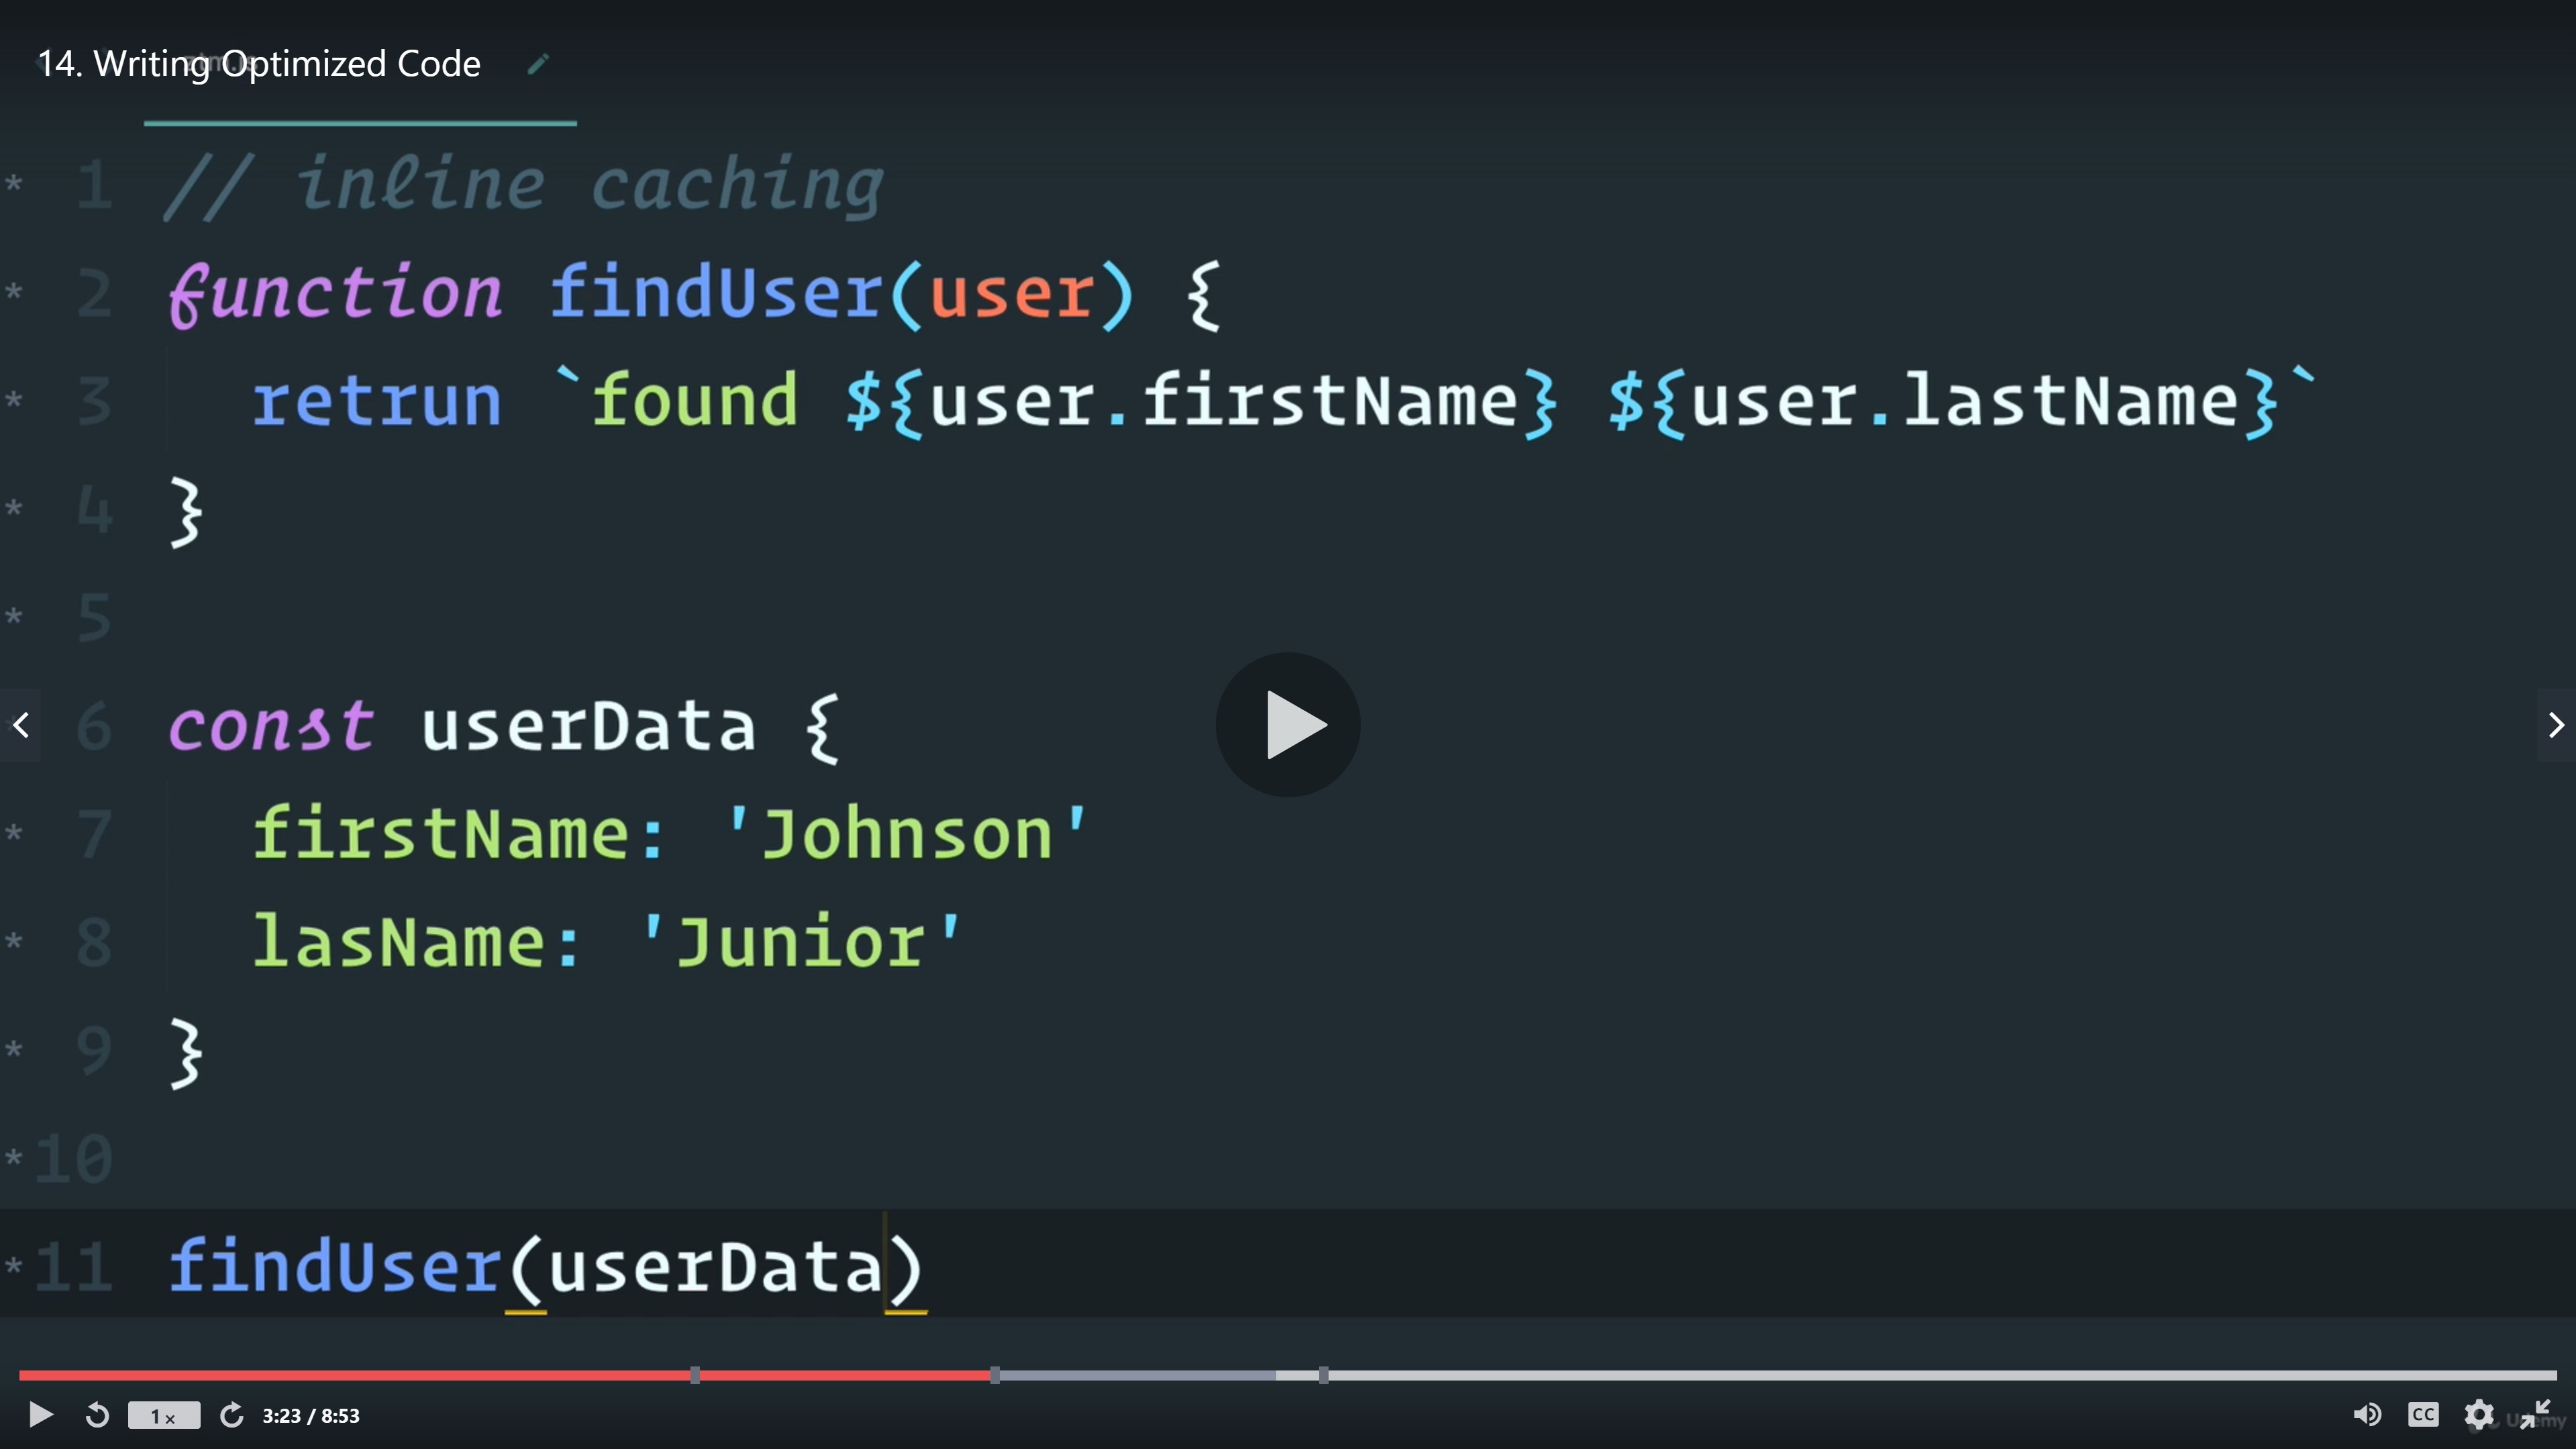 14. Writing Optimized Code
* 1 // inline caching
* 2 function findUser(user) {
* 3 retrun `found ${user.firstName} ${user.lastName}`
* 4 }
* 5
6 const userData {
* 7 firstName: 'Johnson'
* 8 lasName: 'Junior'
* 9 }
* 10
* 11 findUser(userData)
1x 3:23 / 8:53 CC Udemy